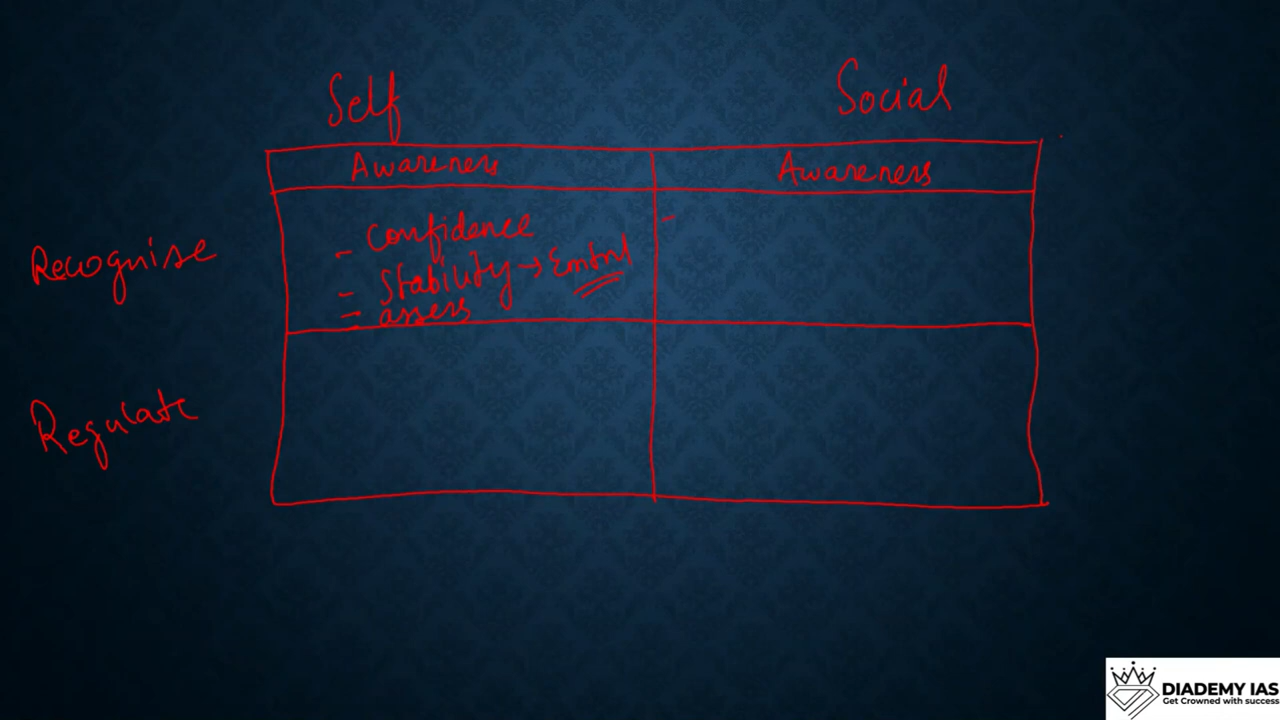 Self Social
Awareness Awareness
Recognise
- Confidence
- Stability → Emtnl
- assess
-
Regulate
DIADEMY IAS
Get Crowned with success